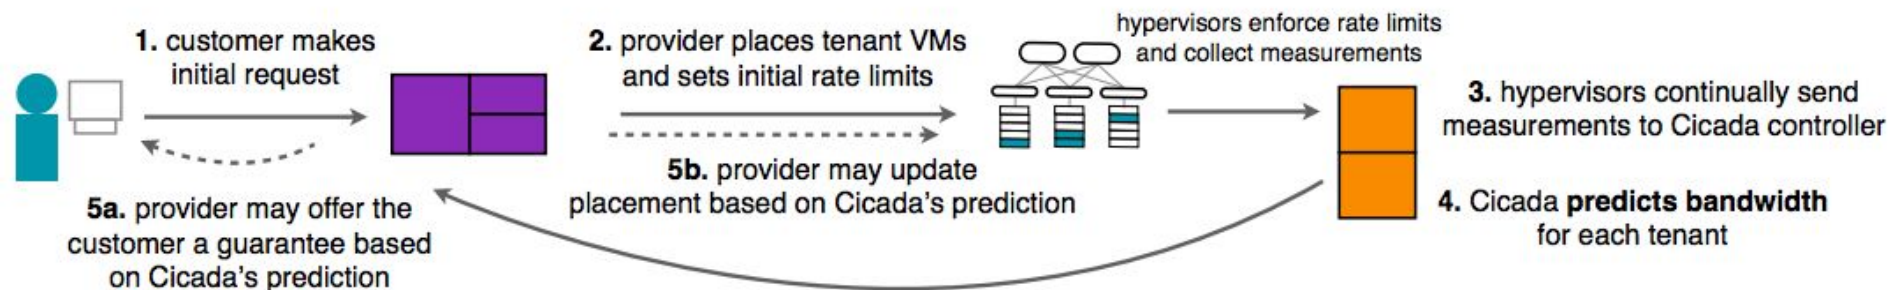 1. customer makes
initial request
2. provider places tenant VMs
and sets initial rate limits
hypervisors enforce rate limits
and collect measurements
3. hypervisors continually send
measurements to Cicada controller
4. Cicada predicts bandwidth
for each tenant
5a. provider may offer the
customer a guarantee based
on Cicada's prediction
5b. provider may update
placement based on Cicada's prediction